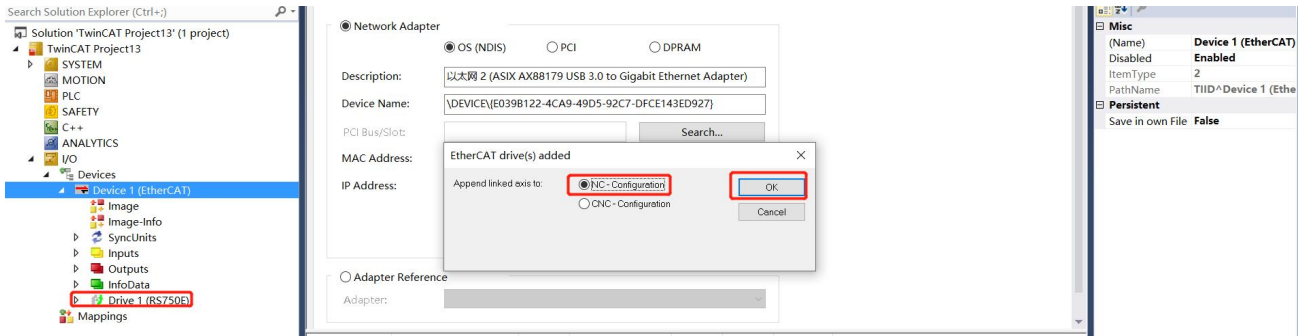 Search Solution Explorer (Ctrl+;)
Solution 'TwinCAT Project13' (1 project)
TwinCAT Project13
SYSTEM
MOTION
PLC
SAFETY
C++
ANALYTICS
I/O
Devices
Device 1 (EtherCAT)
Image
Image-Info
SyncUnits
Inputs
Outputs
InfoData
Drive 1 (RS750E)
Mappings
Network Adapter
OS (NDIS) PCI DPRAM
Description: 以太网 2 (ASIX AX88179 USB 3.0 to Gigabit Ethernet Adapter)
Device Name: \DEVICE\{E039B122-4CA9-49D5-92C7-DFCE143ED927}
PCI Bus/Slot: Search...
MAC Address:
IP Address:
EtherCAT drive(s) added
Append linked axis to: NC - Configuration OK
CNC - Configuration Cancel
Adapter Reference
Adapter:
Misc
(Name) Device 1 (EtherCAT)
Disabled Enabled
ItemType 2
PathName TIID^Device 1 (Ethe
Persistent
Save in own File False